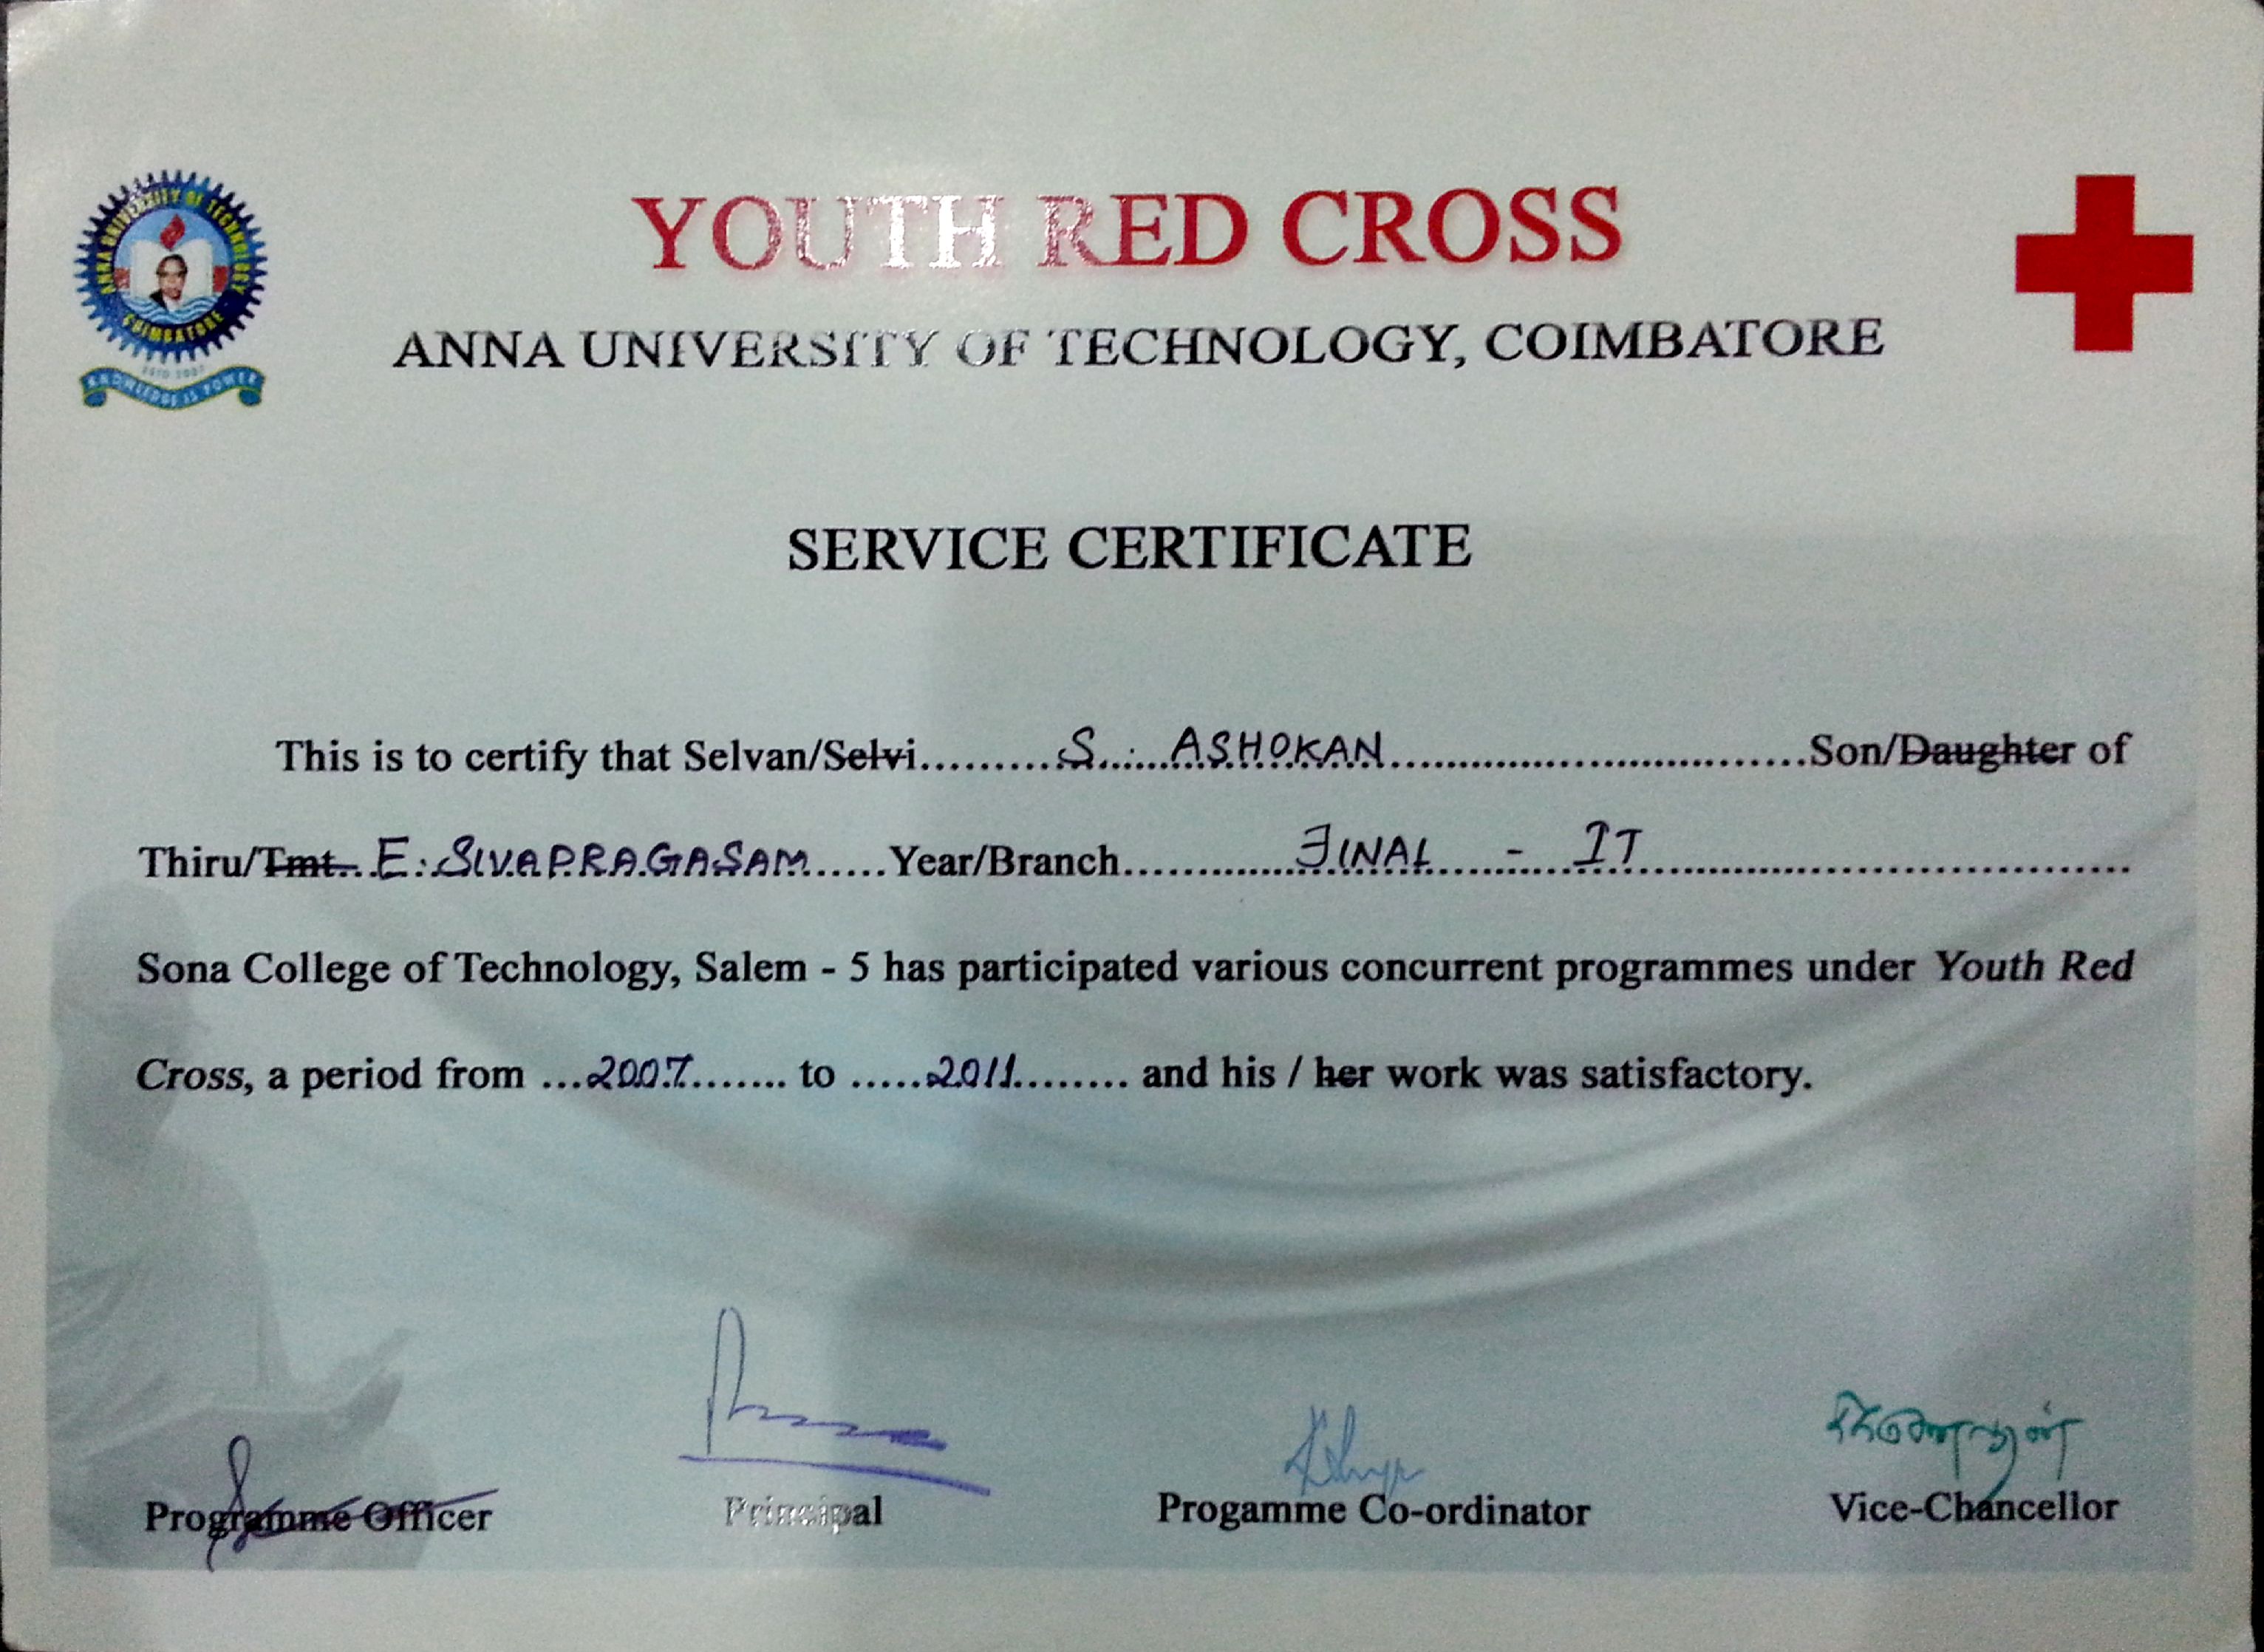 ANNA UNIVERSITY OF TECHNOLOGY
COIMBATORE
ESTD 2007
KNOWLEDGE IS POWER
YOUTH RED CROSS
ANNA UNIVERSITY OF TECHNOLOGY, COIMBATORE
SERVICE CERTIFICATE
This is to certify that Selvan/Selvi..........S. ASHOKAN..........Son/Daughter of
Thiru/Tmt...E. SIVAPRAGASAM......Year/Branch..........FINAL - IT..........
Sona College of Technology, Salem - 5 has participated various concurrent programmes under Youth Red
Cross, a period from ...2007....... to .....2011........ and his / her work was satisfactory.
Programme Officer Principal Progamme Co-ordinator Vice-Chancellor